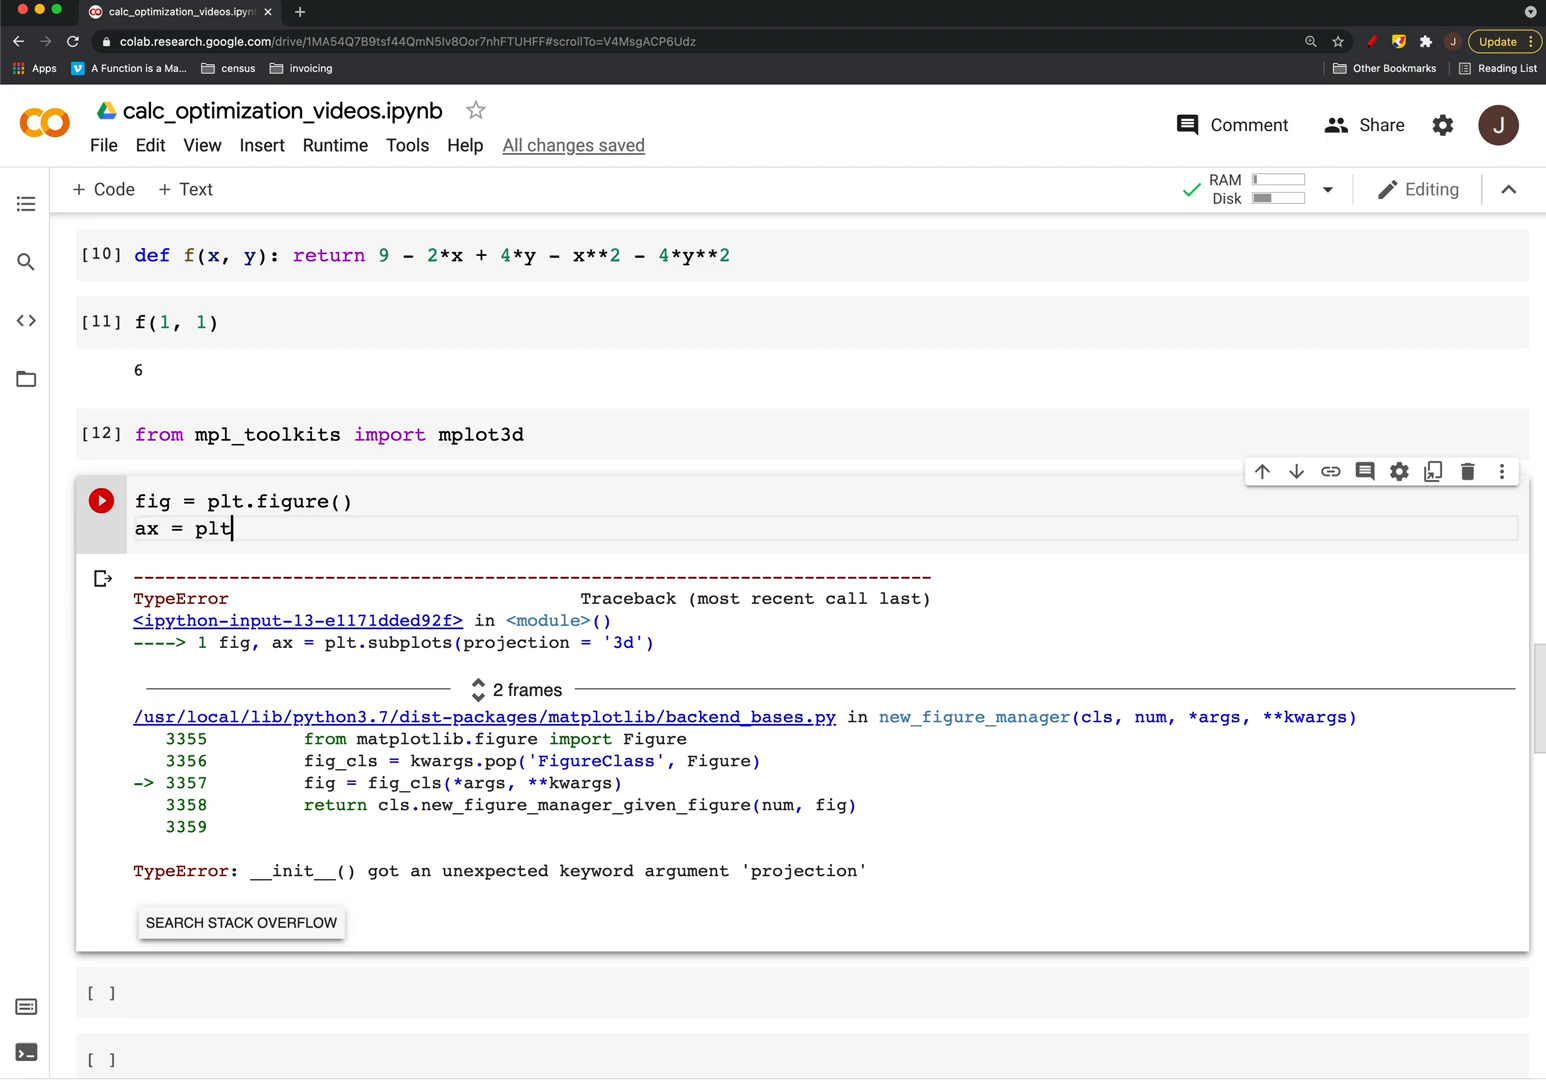 calc_optimization_videos.ipyn
colab.research.google.com/drive/1MA54Q7B9tsf44QmN5Iv8Oor7nhFTUHFF#scrollTo=V4MsgACP6Udz
J
Update
Apps
A Function is a Ma...
census
invoicing
Other Bookmarks
Reading List
calc_optimization_videos.ipynb
Comment
Share
J
File Edit View Insert Runtime Tools Help All changes saved
+ Code + Text
RAM
Disk
Editing
[10] def f(x, y): return 9 - 2*x + 4*y - x**2 - 4*y**2
[11] f(1, 1)
6
[12] from mpl_toolkits import mplot3d
fig = plt.figure()
ax = plt
---------------------------------------------------------------------------
TypeError Traceback (most recent call last)
<ipython-input-13-e1171dded92f> in <module>()
----> 1 fig, ax = plt.subplots(projection = '3d')
2 frames
/usr/local/lib/python3.7/dist-packages/matplotlib/backend_bases.py in new_figure_manager(cls, num, *args, **kwargs)
3355 from matplotlib.figure import Figure
3356 fig_cls = kwargs.pop('FigureClass', Figure)
-> 3357 fig = fig_cls(*args, **kwargs)
3358 return cls.new_figure_manager_given_figure(num, fig)
3359
TypeError: __init__() got an unexpected keyword argument 'projection'
SEARCH STACK OVERFLOW
[ ]
[ ]